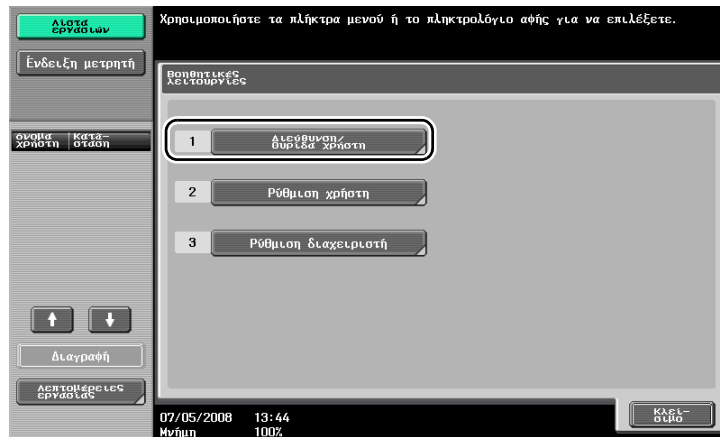 Λίστα
εργασιών
Χρησιμοποιήστε τα πλήκτρα μενού ή το πληκτρολόγιο αφής για να επιλέξετε.
Ένδειξη μετρητή
Βοηθητικές
λειτουργίες
όνομα Κατά-
χρήστη σταση
1 Διεύθυνση/
θυρίδα χρήστη
2 Ρύθμιση χρήστη
3 Ρύθμιση διαχειριστή
Διαγραφή
Λεπτομέρειες
εργασίας
07/05/2008 13:44
Μνήμη 100%
Κλεί-
σιμο